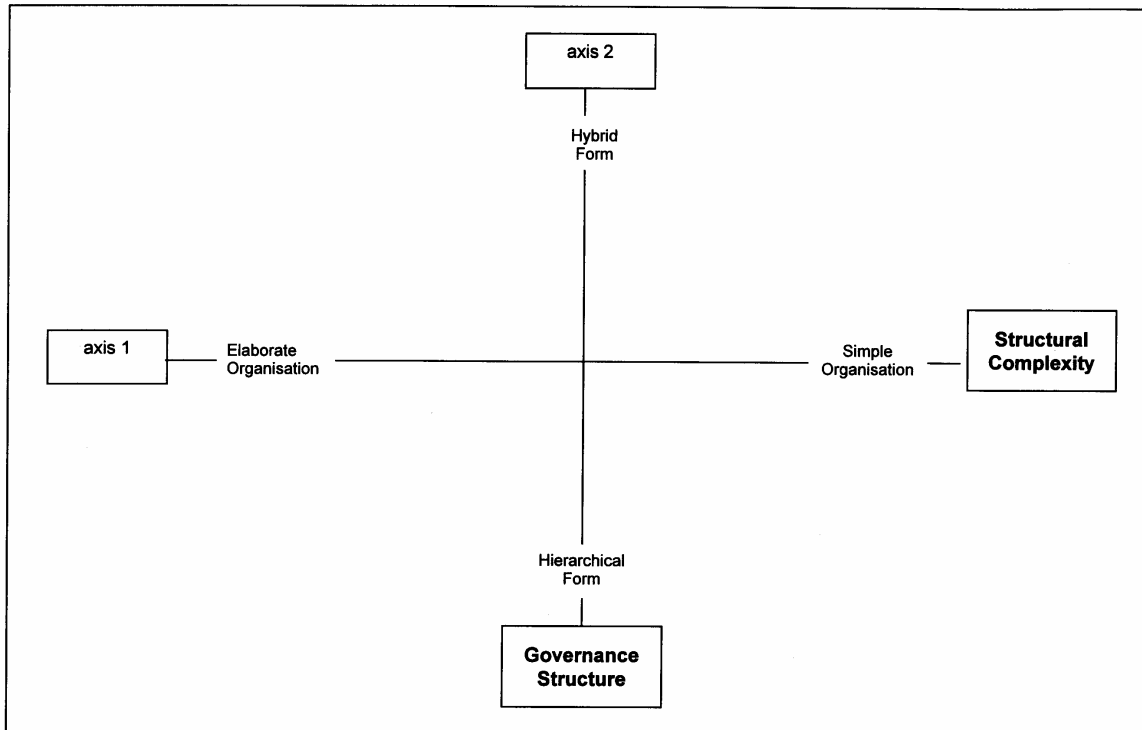 axis 2
Hybrid
Form
axis 1
Elaborate
Organisation
Simple
Organisation
Structural
Complexity
Hierarchical
Form
Governance
Structure